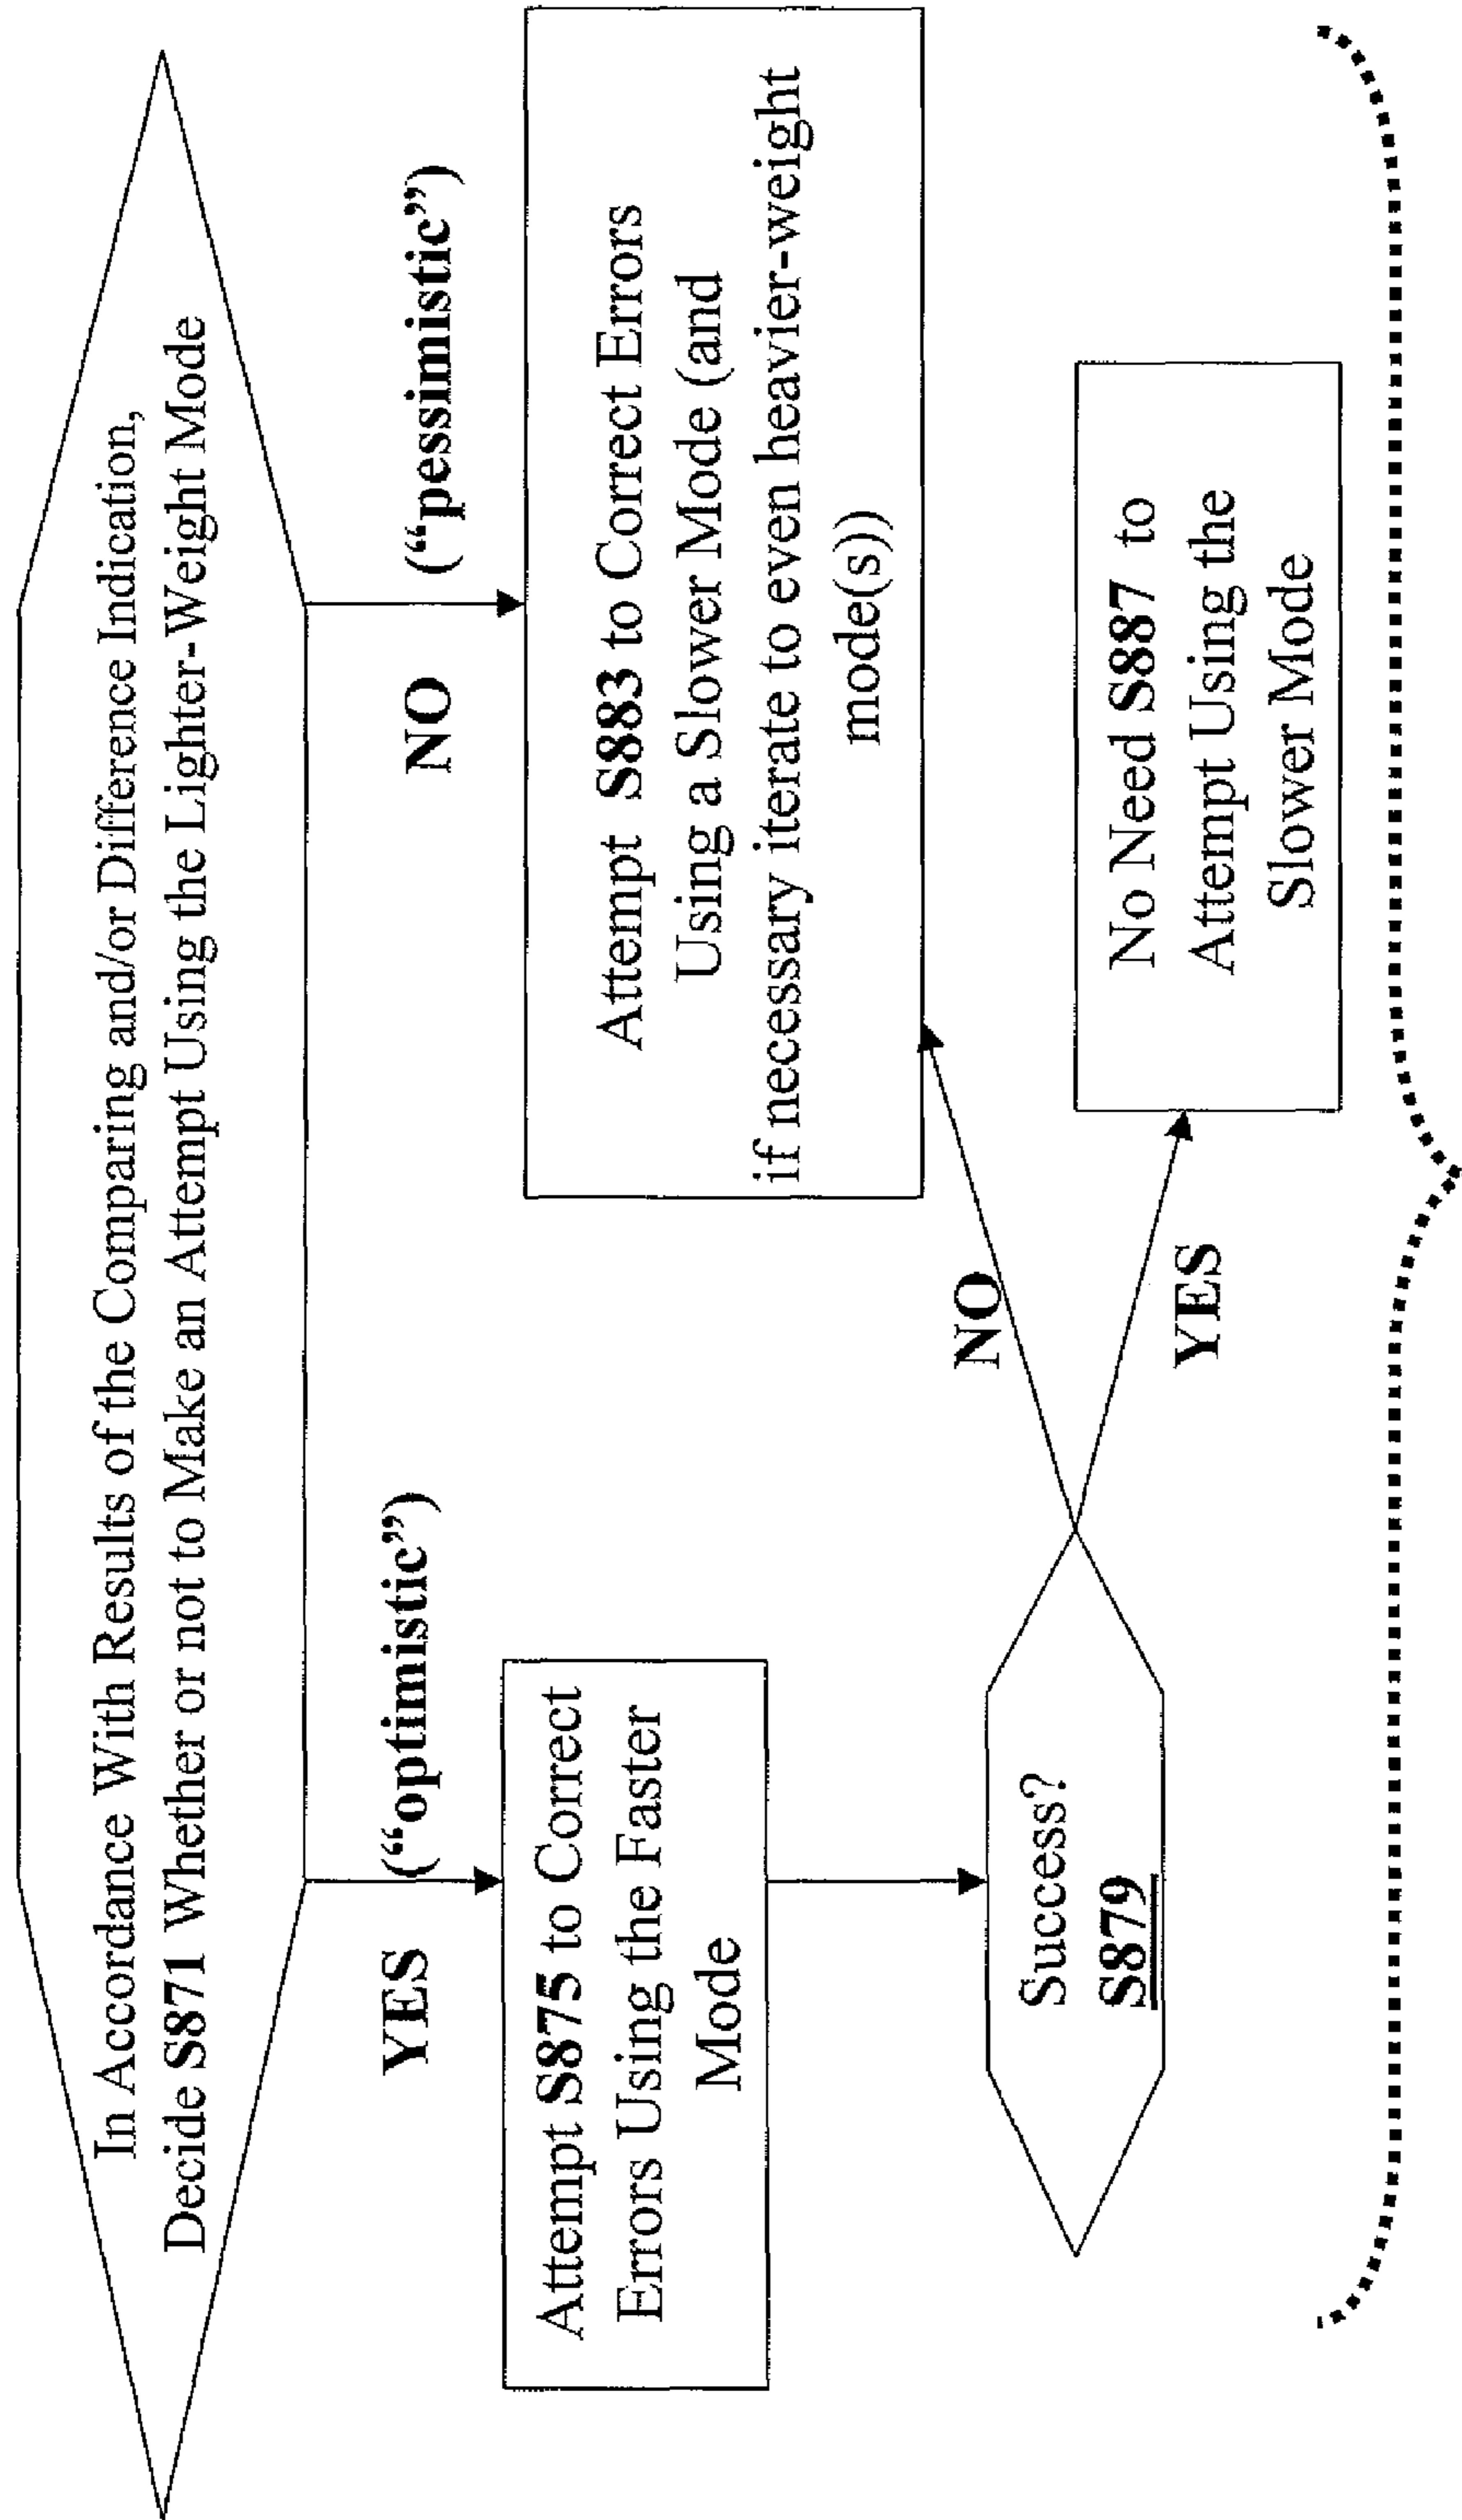 In Accordance With Results of the Comparing and/or Difference Indication,
Decide S871 Whether or not to Make an Attempt Using the Lighter-Weight Mode
YES ("optimistic")
NO ("pessimistic")
Attempt S875 to Correct
Errors Using the Faster
Mode
Attempt S883 to Correct Errors
Using a Slower Mode (and
if necessary iterate to even heavier-weight
mode(s))
Success?
S879
NO
YES
No Need S887 to
Attempt Using the
Slower Mode